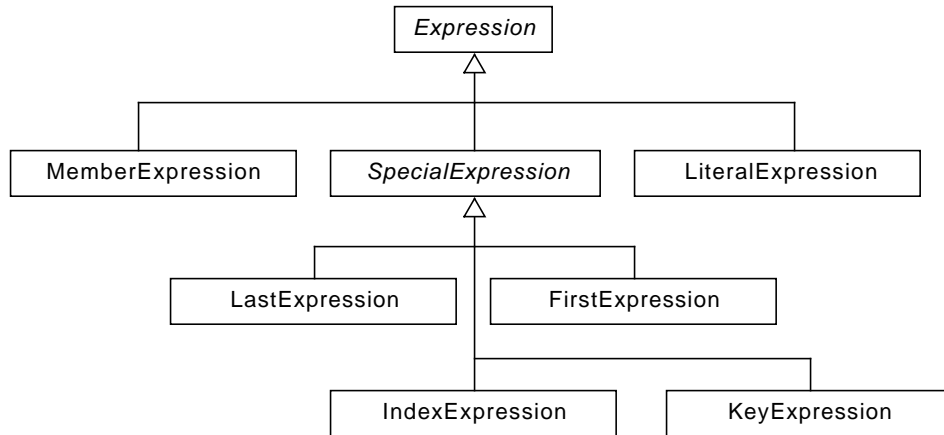 Expression
MemberExpression
SpecialExpression
LiteralExpression
LastExpression
FirstExpression
IndexExpression
KeyExpression